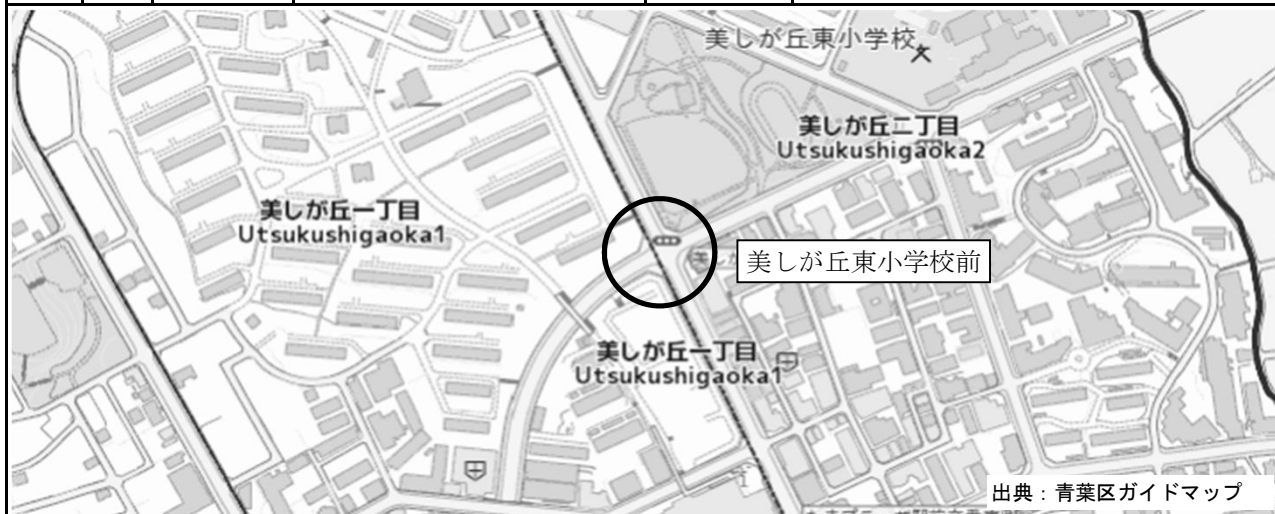 美しが丘東小学校
美しが丘二丁目
Utsukushigaoka2
美しが丘一丁目
Utsukushigaoka1
美しが丘東小学校前
美しが丘一丁目
Utsukushigaoka1
出典：青葉区ガイドマップ